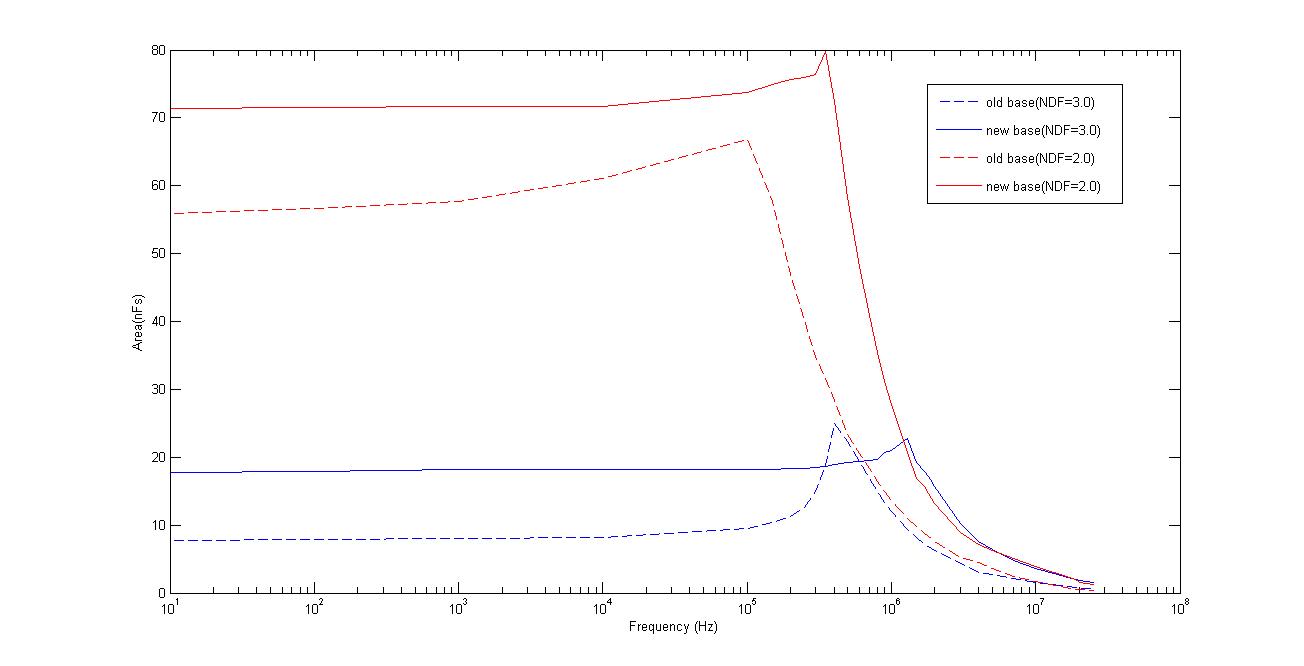 80
70
60
50
40
30
20
10
0
Area(nFs)
old base(NDF=3.0)
new base(NDF=3.0)
old base(NDF=2.0)
new base(NDF=2.0)
10^1 10^2 10^3 10^4 10^5 10^6 10^7 10^8
Frequency (Hz)